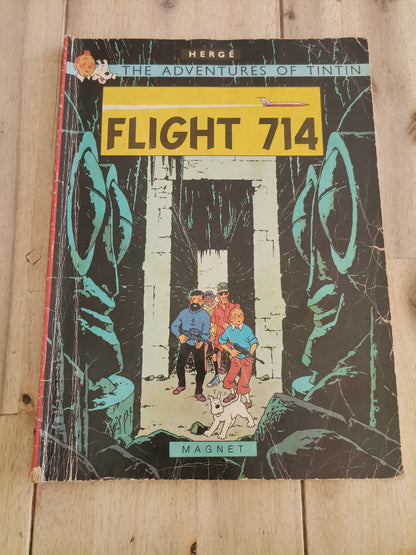 HERGÉ
THE ADVENTURES OF TINTIN
FLIGHT 714
MAGNET